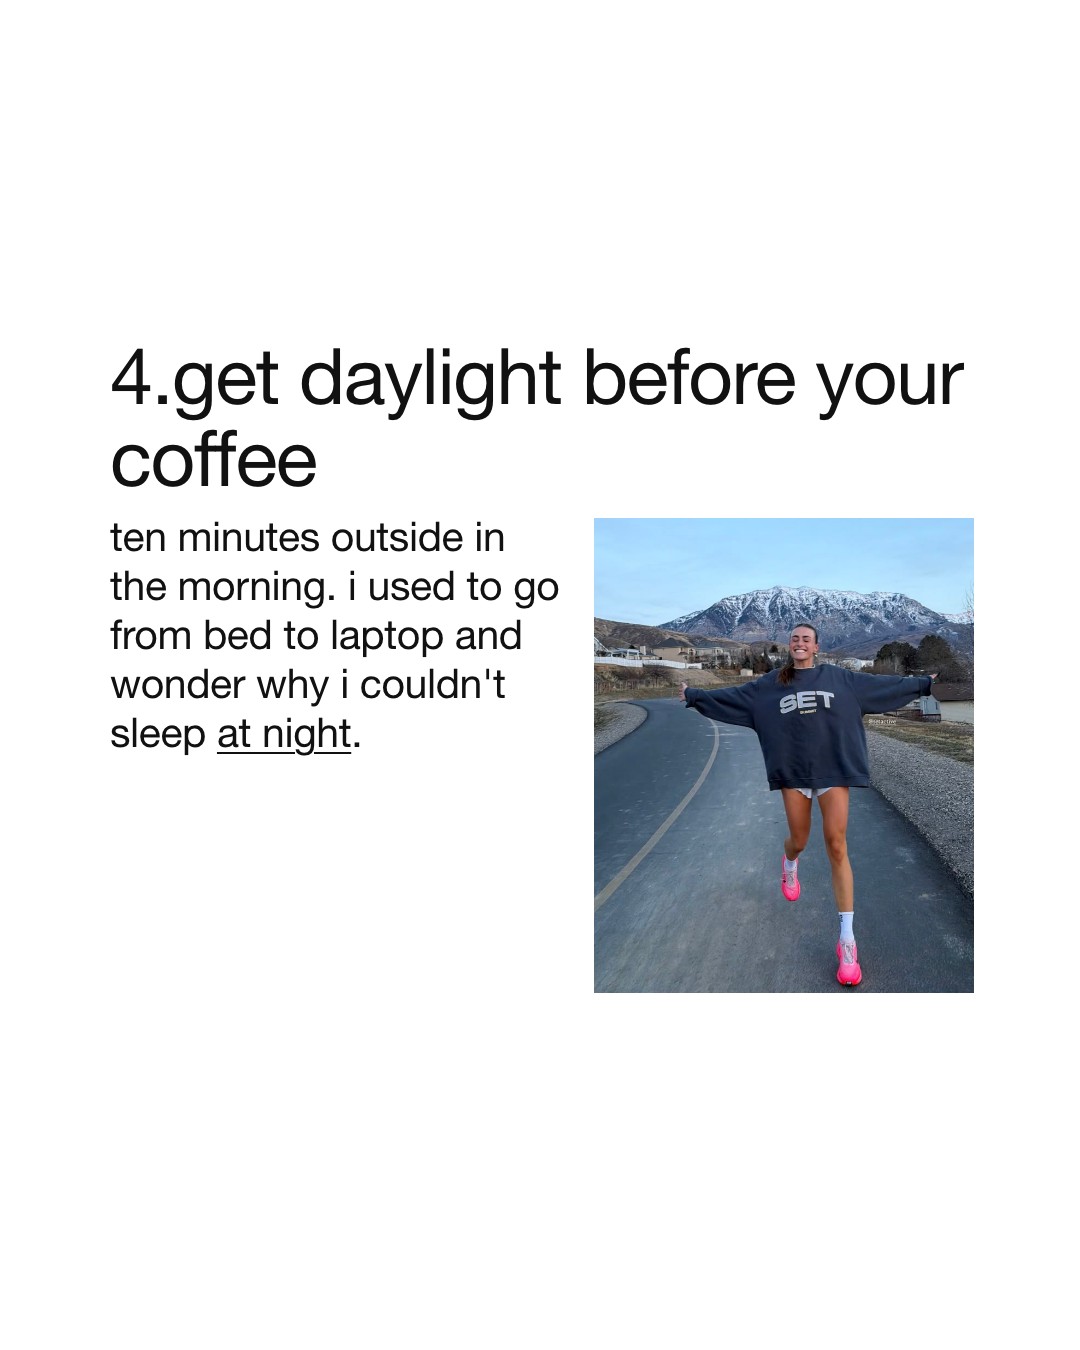 4.get daylight before your
coffee
ten minutes outside in
the morning. i used to go
from bed to laptop and
wonder why i couldn't
sleep at night.
SET